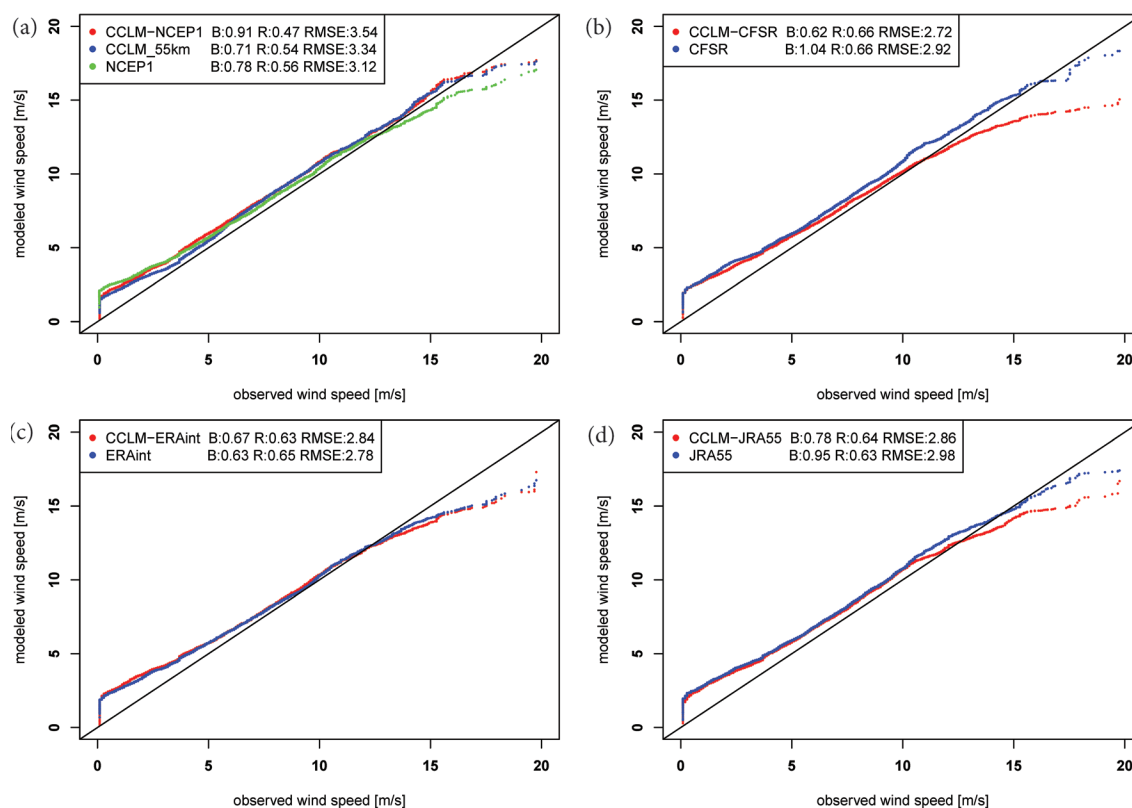 (a)
CCLM-NCEP1 B:0.91 R:0.47 RMSE:3.54
CCLM_55km B:0.71 R:0.54 RMSE:3.34
NCEP1 B:0.78 R:0.56 RMSE:3.12
modeled wind speed [m/s]
20
15
10
5
0
0 5 10 15 20
observed wind speed [m/s]
(b)
CCLM-CFSR B:0.62 R:0.66 RMSE:2.72
CFSR B:1.04 R:0.66 RMSE:2.92
modeled wind speed [m/s]
20
15
10
5
0
0 5 10 15 20
observed wind speed [m/s]
(c)
CCLM-ERAint B:0.67 R:0.63 RMSE:2.84
ERAint B:0.63 R:0.65 RMSE:2.78
modeled wind speed [m/s]
20
15
10
5
0
0 5 10 15 20
observed wind speed [m/s]
(d)
CCLM-JRA55 B:0.78 R:0.64 RMSE:2.86
JRA55 B:0.95 R:0.63 RMSE:2.98
modeled wind speed [m/s]
20
15
10
5
0
0 5 10 15 20
observed wind speed [m/s]